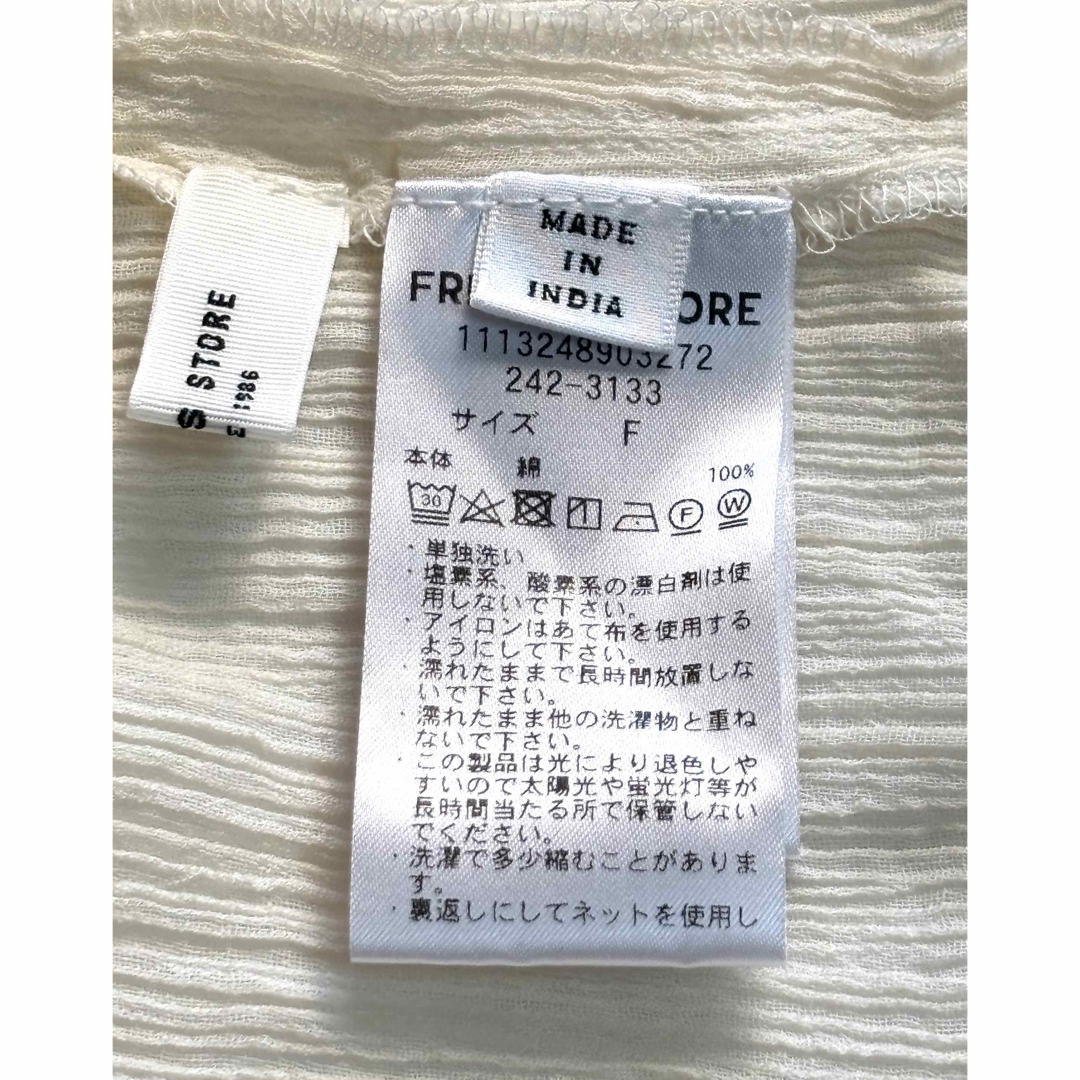 S STORE
1986
MADE
IN
INDIA
ORE
1113248903272
242-3133
サイズ F
本体 綿 100%
30 F W
・単独洗い
・塩素系、酸素系の漂白剤は使
用しないで下さい。
・アイロンはあて布を使用する
ようにして下さい。
・濡れたままで長時間放置しな
いで下さい。
・濡れたまま他の洗濯物と重ね
ないで下さい。
・この製品は光により退色しや
すいので太陽光や蛍光灯等が
長時間当たる所で保管しない
でください。
・洗濯で多少縮むことがありま
す。
・裏返しにしてネットを使用し